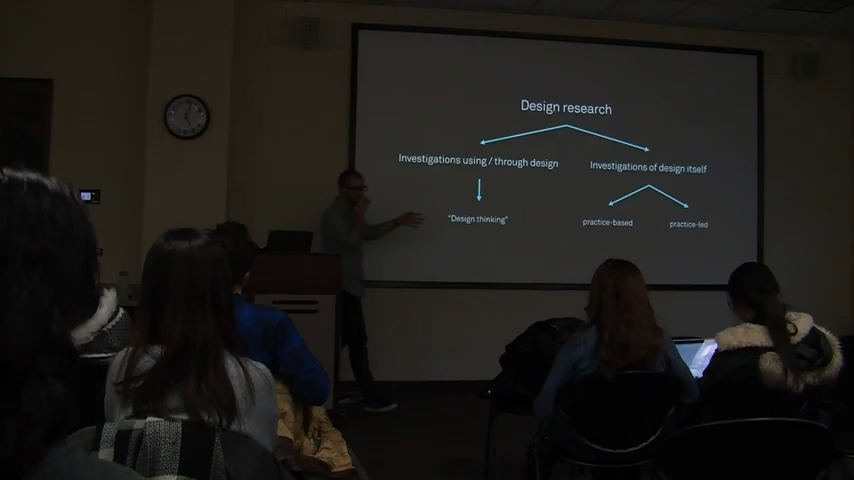 Design research
Investigations using / through design
Investigations of design itself
"Design thinking"
practice-based
practice-led